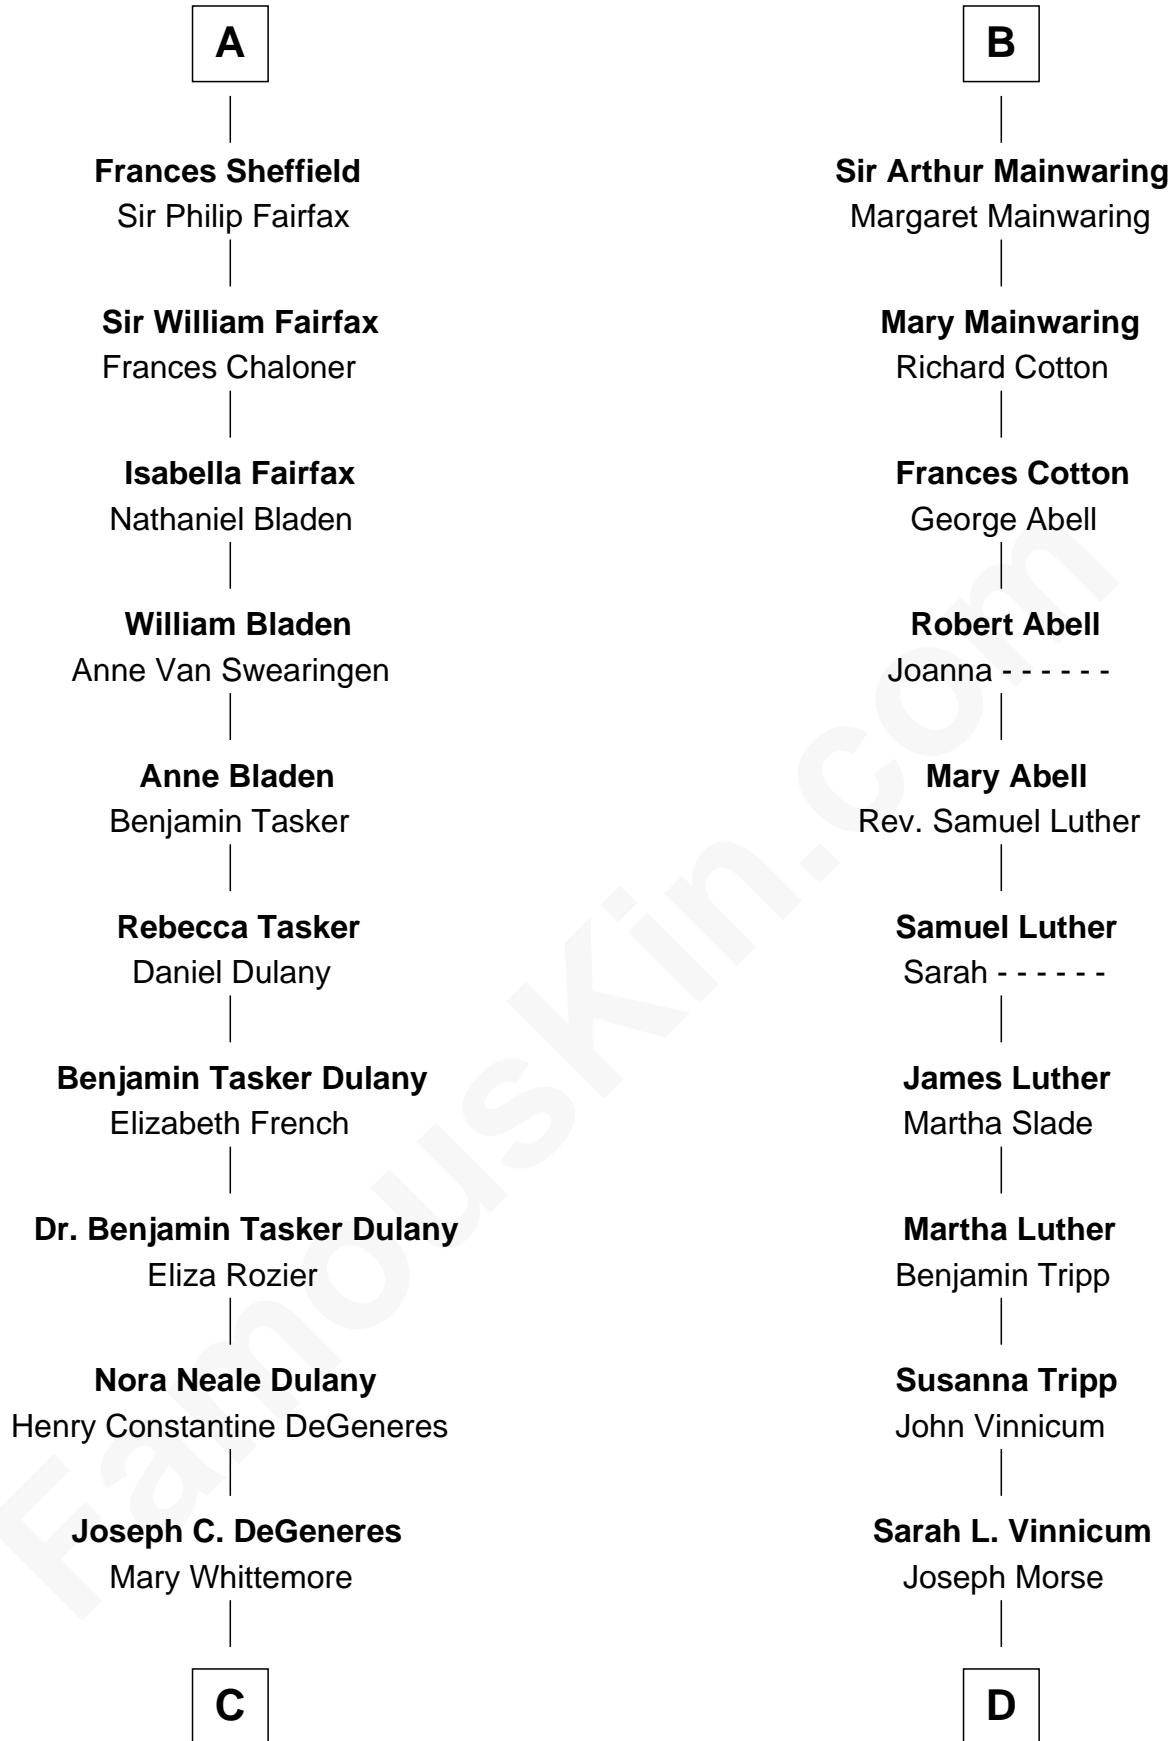 A
Frances Sheffield
Sir Philip Fairfax
Sir William Fairfax
Frances Chaloner
Isabella Fairfax
Nathaniel Bladen
William Bladen
Anne Van Swearingen
Anne Bladen
Benjamin Tasker
Rebecca Tasker
Daniel Dulany
Benjamin Tasker Dulany
Elizabeth French
Dr. Benjamin Tasker Dulany
Eliza Rozier
Nora Neale Dulany
Henry Constantine DeGeneres
Joseph C. DeGeneres
Mary Whittemore
C
B
Sir Arthur Mainwaring
Margaret Mainwaring
Mary Mainwaring
Richard Cotton
Frances Cotton
George Abell
Robert Abell
Joanna - - - - - -
Mary Abell
Rev. Samuel Luther
Samuel Luther
Sarah - - - - - -
James Luther
Martha Slade
Martha Luther
Benjamin Tripp
Susanna Tripp
John Vinnicum
Sarah L. Vinnicum
Joseph Morse
D
FamousKin.com